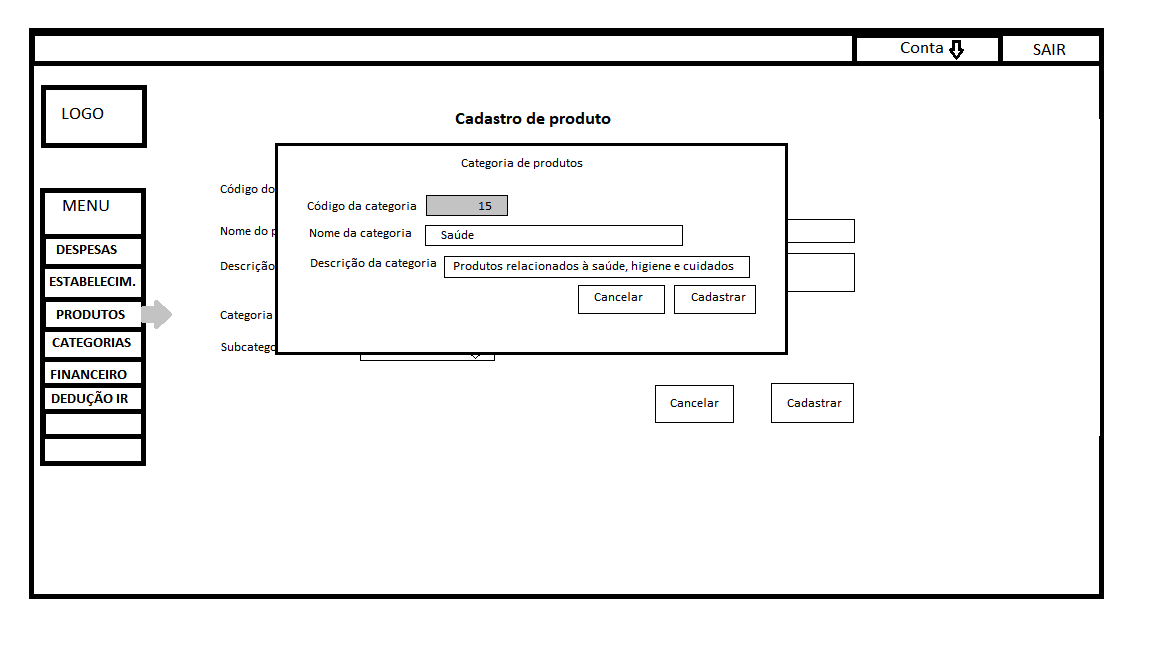 Conta
SAIR
LOGO
Cadastro de produto
Categoria de produtos
Código do
Código da categoria 15
MENU
Nome do
Nome da categoria Saúde
DESPESAS
Descrição
Descrição da categoria Produtos relacionados à saúde, higiene e cuidados
ESTABELECIM.
Cancelar Cadastrar
PRODUTOS
Categoria
CATEGORIAS
Subcatego
FINANCEIRO
DEDUÇÃO IR
Cancelar Cadastrar